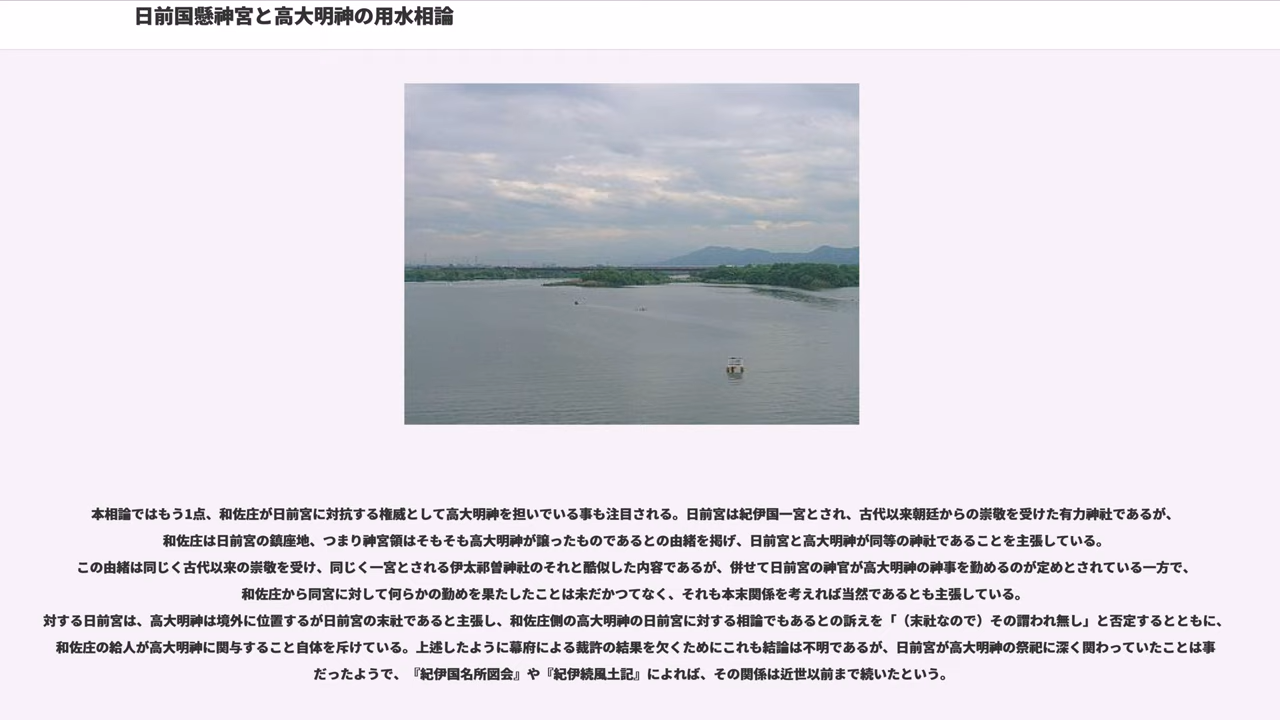 日前国懸神宮と高大明神の用水相論
本相論ではもう1点、和佐庄が日前宮に対抗する権威として高大明神を担いでいる事も注目される。日前宮は紀伊国一宮とされ、古代以来朝廷からの崇敬を受けた有力神社であるが、
和佐庄は日前宮の鎮座地、つまり神宮領はそもそも高大明神が譲ったものであるとの由緒を掲げ、日前宮と高大明神が同等の神社であることを主張している。
この由緒は同じく古代以来の崇敬を受け、同じく一宮とされる伊太祁曽神社のそれと酷似した内容であるが、併せて日前宮の神官が高大明神の神事を勤めるのが定めとされている一方で、
和佐庄から同宮に対して何らかの勤めを果たしたことは未だかつてなく、それも本末関係を考えれば当然であるとも主張している。
対する日前宮は、高大明神は境外に位置するが日前宮の末社であると主張し、和佐庄側の高大明神の日前宮に対する相論でもあるとの訴えを「（末社なので）その謂われ無し」と否定するとともに、
和佐庄の給人が高大明神に関与すること自体を斥けている。上述したように幕府による裁許の結果を欠くためにこれも結論は不明であるが、日前宮が高大明神の祭祀に深く関わっていたことは事
だったようで、『紀伊国名所図会』や『紀伊続風土記』によれば、その関係は近世以前まで続いたという。